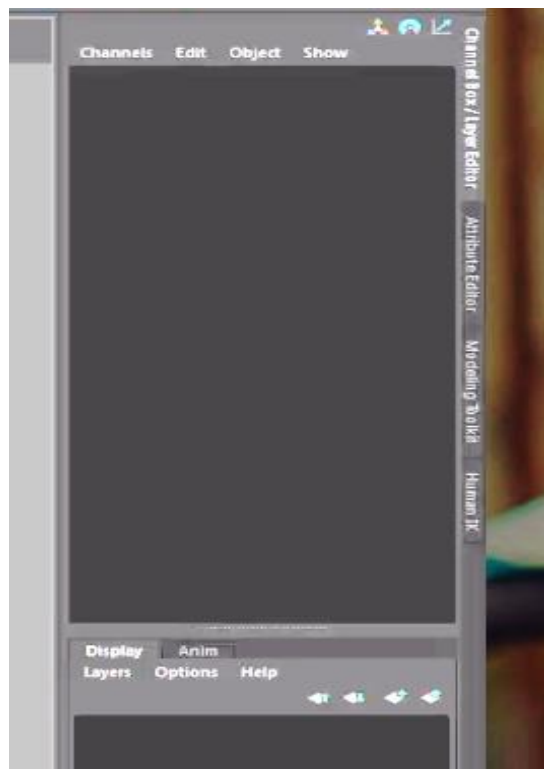 Channels Edit Object Show
Channel Box / Layer Editor
Attribute Editor
Modeling Toolkit
Human IK
Display Anim
Layers Options Help